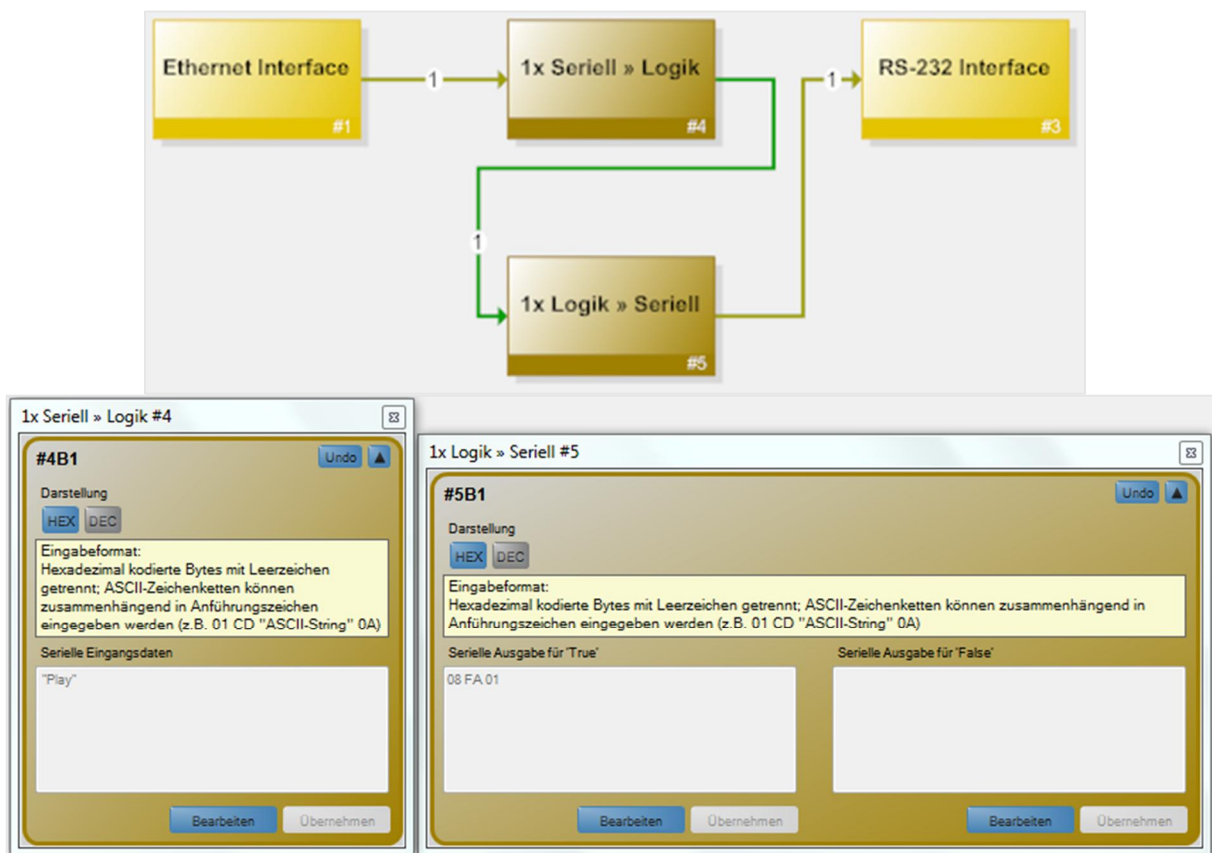 Ethernet Interface
#1
1
1x Seriell » Logik
#4
1
RS-232 Interface
#3
1
1x Logik » Seriell
#5
1x Seriell » Logik #4
#4B1
Undo
Darstellung
HEX DEC
Eingabeformat:
Hexadezimal kodierte Bytes mit Leerzeichen
getrennt; ASCII-Zeichenketten können
zusammenhängend in Anführungszeichen
eingegeben werden (z.B. 01 CD "ASCII-String" 0A)
Serielle Eingangsdaten
"Play"
Bearbeiten Übernehmen
1x Logik » Seriell #5
#5B1
Undo
Darstellung
HEX DEC
Eingabeformat:
Hexadezimal kodierte Bytes mit Leerzeichen getrennt; ASCII-Zeichenketten können zusammenhängend in
Anführungszeichen eingegeben werden (z.B. 01 CD "ASCII-String" 0A)
Serielle Ausgabe für 'True'
08 FA 01
Bearbeiten Übernehmen
Serielle Ausgabe für 'False'
Bearbeiten Übernehmen